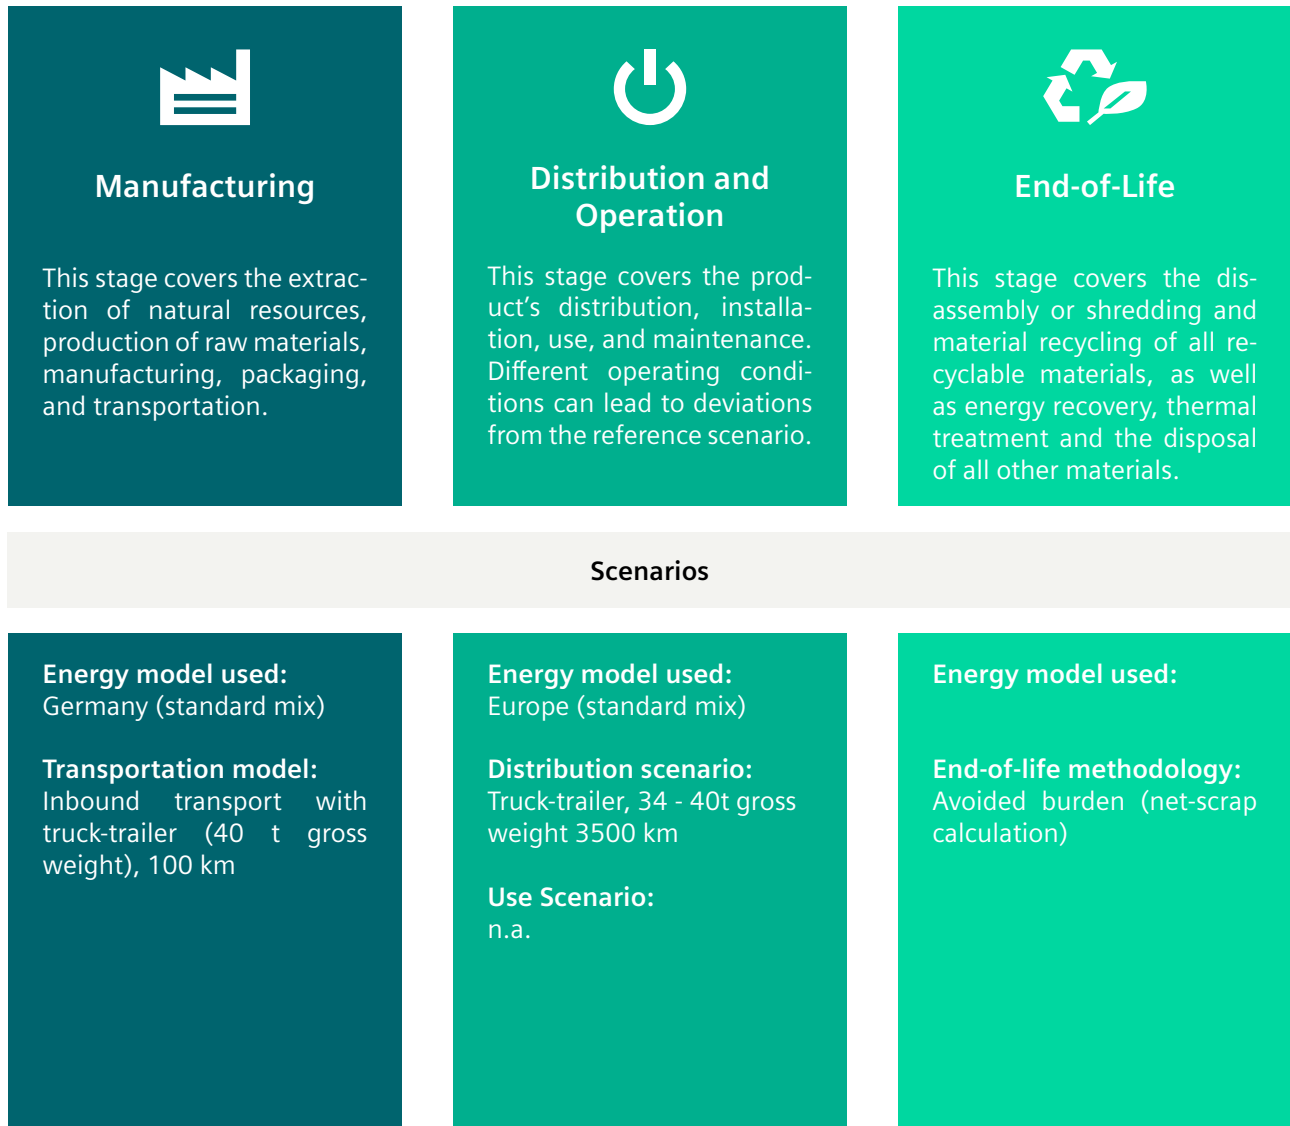 Manufacturing
This stage covers the extrac-
tion of natural resources,
production of raw materials,
manufacturing, packaging,
and transportation.
Distribution and
Operation
This stage covers the prod-
uct's distribution, installa-
tion, use, and maintenance.
Different operating condi-
tions can lead to deviations
from the reference scenario.
End-of-Life
This stage covers the dis-
assembly or shredding and
material recycling of all re-
cyclable materials, as well
as energy recovery, thermal
treatment and the disposal
of all other materials.
Scenarios
Energy model used:
Germany (standard mix)
Transportation model:
Inbound transport with
truck-trailer (40 t gross
weight), 100 km
Energy model used:
Europe (standard mix)
Distribution scenario:
Truck-trailer, 34 - 40t gross
weight 3500 km
Use Scenario:
n.a.
Energy model used:
End-of-life methodology:
Avoided burden (net-scrap
calculation)